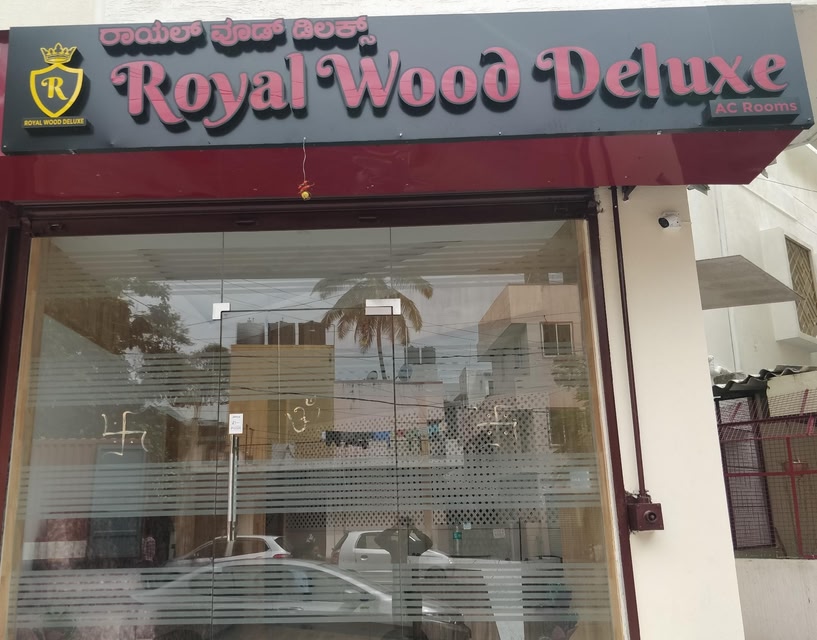 ರಾಯಲ್ ವುಡ್ ಡಿಲಕ್ಸ್
Royal Wood Deluxe
AC Rooms
R
ROYAL WOOD DELUXE
ॐ